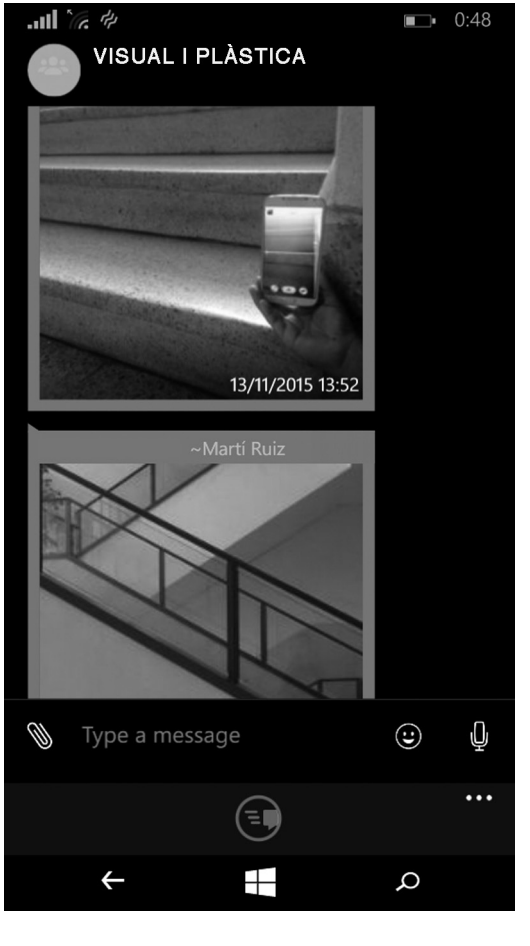 0:48
VISUAL I PLÀSTICA
13/11/2015 13:52
~Martí Ruiz
Type a message